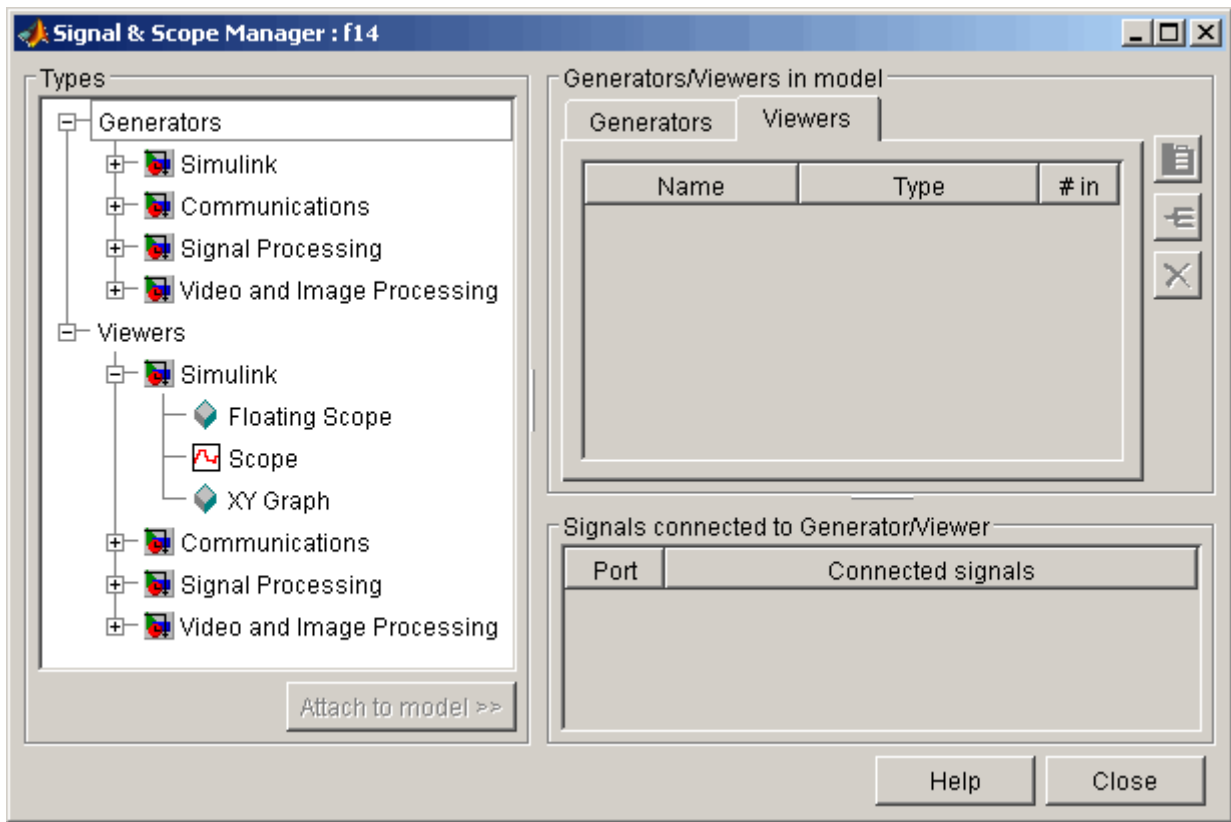 Signal & Scope Manager : f14
Types
Generators
Simulink
Communications
Signal Processing
Video and Image Processing
Viewers
Simulink
Floating Scope
Scope
XY Graph
Communications
Signal Processing
Video and Image Processing
Attach to model >>
Generators/Viewers in model
Generators Viewers
Name Type # in
Signals connected to Generator/Viewer
Port Connected signals
Help Close